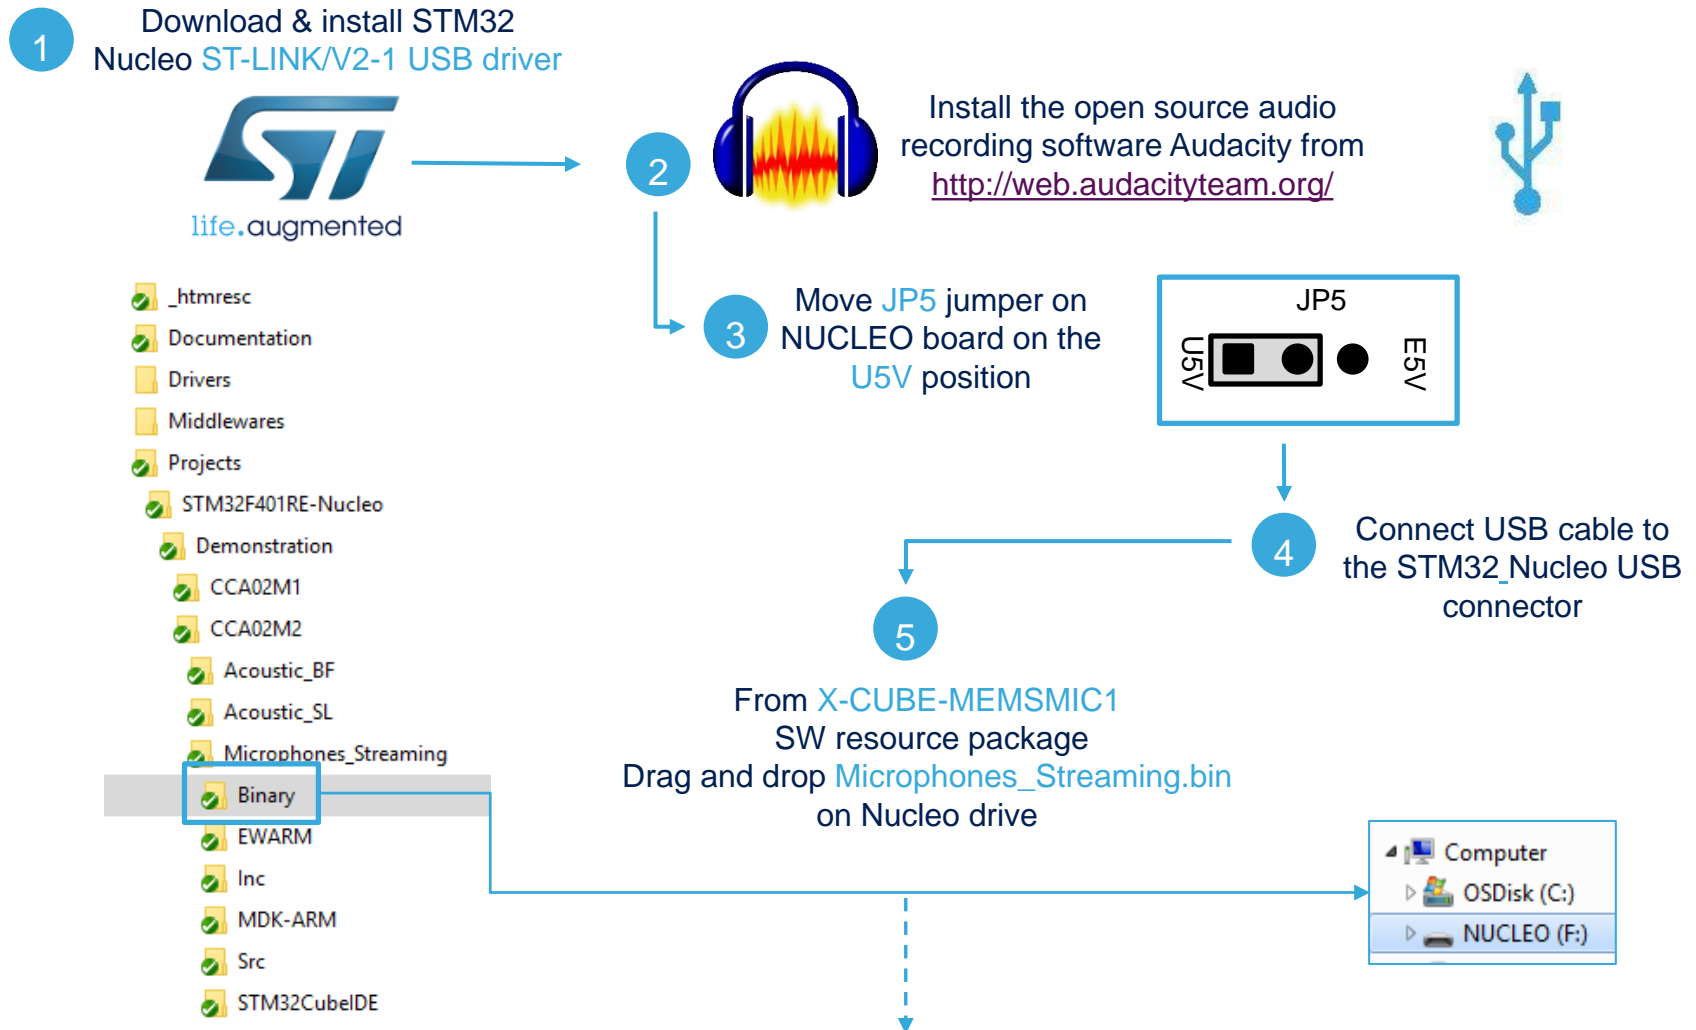 1
Download & install STM32
Nucleo ST-LINK/V2-1 USB driver
life.augmented
2
Install the open source audio
recording software Audacity from
http://web.audacityteam.org/
3
Move JP5 jumper on
NUCLEO board on the
U5V position
JP5
U5V
E5V
4
Connect USB cable to
the STM32 Nucleo USB
connector
5
From X-CUBE-MEMSMIC1
SW resource package
Drag and drop Microphones_Streaming.bin
on Nucleo drive
_htmresc
Documentation
Drivers
Middlewares
Projects
STM32F401RE-Nucleo
Demonstration
CCA02M1
CCA02M2
Acoustic_BF
Acoustic_SL
Microphones_Streaming
Binary
EWARM
Inc
MDK-ARM
Src
STM32CubeIDE
Computer
OSDisk (C:)
NUCLEO (F:)